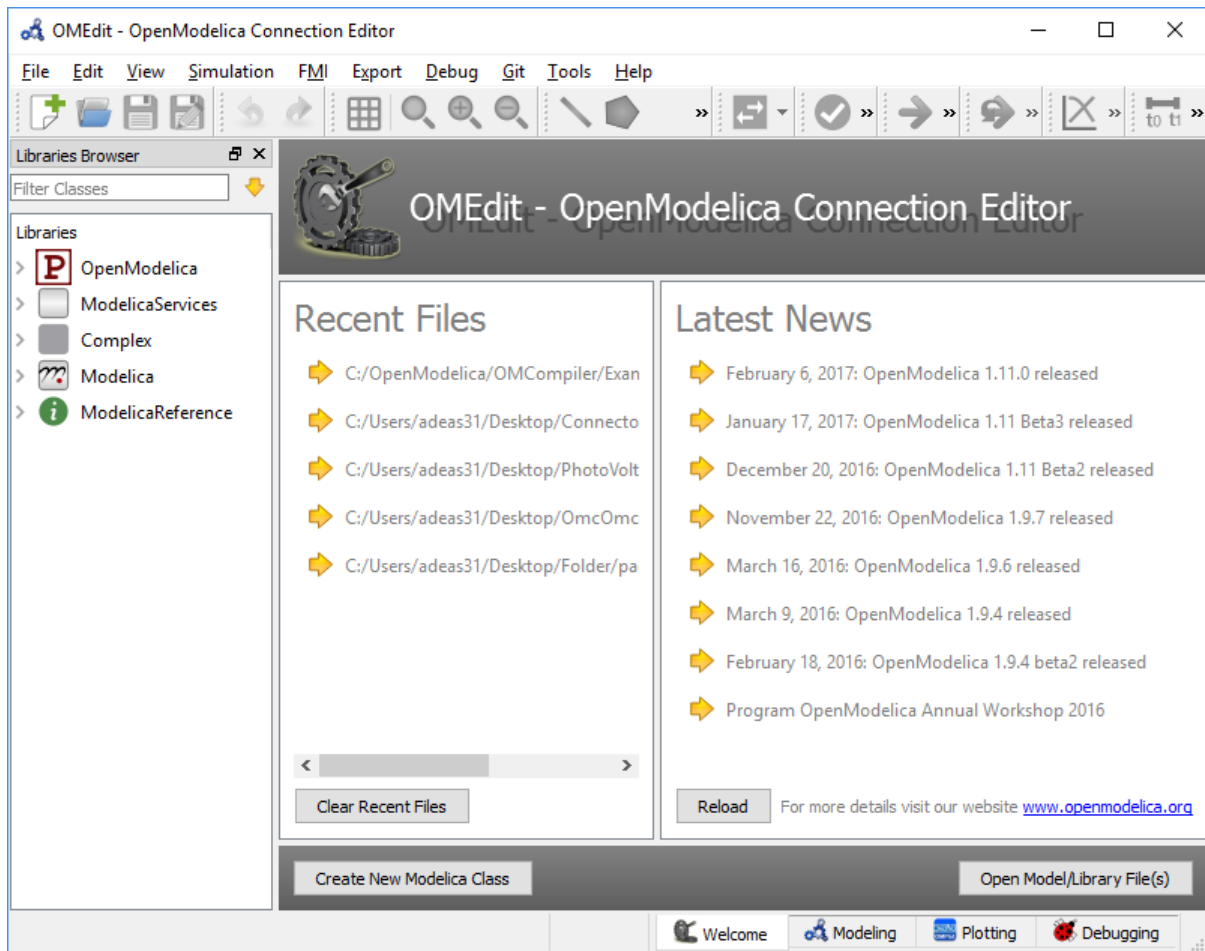 OMEdit - OpenModelica Connection Editor
File Edit View Simulation FMI Export Debug Git Tools Help
» » » » » t0 t1 »
Libraries Browser
Filter Classes
Libraries
P OpenModelica
ModelicaServices
Complex
Modelica
i ModelicaReference
OMEdit - OpenModelica Connection Editor
Recent Files
C:/OpenModelica/OMCompiler/Exan
C:/Users/adeas31/Desktop/Connecto
C:/Users/adeas31/Desktop/PhotoVolt
C:/Users/adeas31/Desktop/OmcOmc
C:/Users/adeas31/Desktop/Folder/pa
Clear Recent Files
Latest News
February 6, 2017: OpenModelica 1.11.0 released
January 17, 2017: OpenModelica 1.11 Beta3 released
December 20, 2016: OpenModelica 1.11 Beta2 released
November 22, 2016: OpenModelica 1.9.7 released
March 16, 2016: OpenModelica 1.9.6 released
March 9, 2016: OpenModelica 1.9.4 released
February 18, 2016: OpenModelica 1.9.4 beta2 released
Program OpenModelica Annual Workshop 2016
Reload For more details visit our website www.openmodelica.org
Create New Modelica Class Open Model/Library File(s)
Welcome Modeling Plotting Debugging